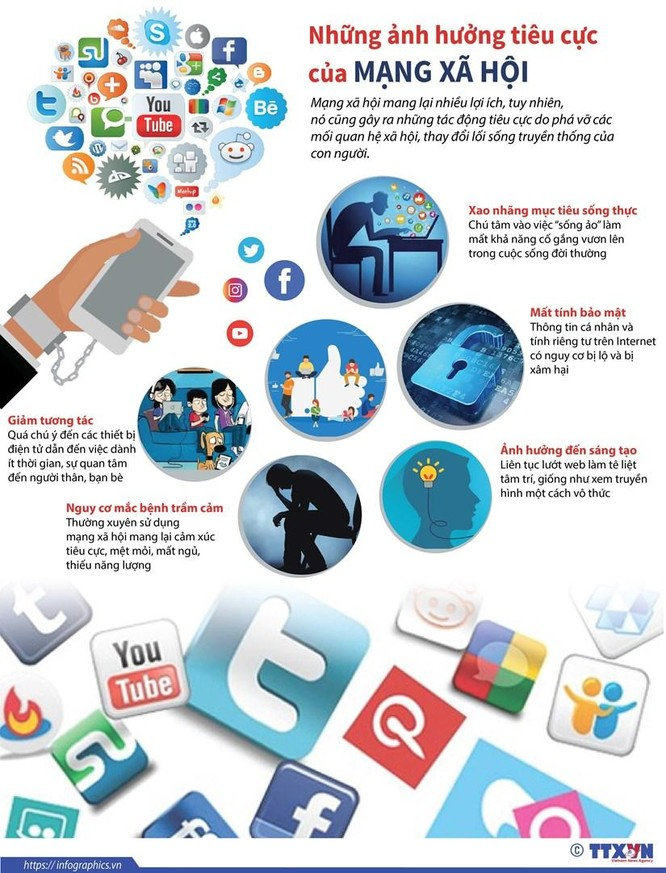 Những ảnh hưởng tiêu cực
của MẠNG XÃ HỘI
Mạng xã hội mang lại nhiều lợi ích, tuy nhiên,
nó cũng gây ra những tác động tiêu cực do phá vỡ các
mối quan hệ xã hội, thay đổi lối sống truyền thống của
con người.
You
Tube
Bē
Xao nhãng mục tiêu sống thực
Chú tâm vào việc “sống ảo” làm
mất khả năng cố gắng vươn lên
trong cuộc sống đời thường
Mất tính bảo mật
Thông tin cá nhân và
tính riêng tư trên Internet
có nguy cơ bị lộ và bị
xâm hại
Giảm tương tác
Quá chú ý đến các thiết bị
điện tử dẫn đến việc dành
ít thời gian, sự quan tâm
đến người thân, bạn bè
Ảnh hưởng đến sáng tạo
Liên tục lướt web làm tê liệt
tâm trí, giống như xem truyền
hình một cách vô thức
Nguy cơ mắc bệnh trầm cảm
Thường xuyên sử dụng
mạng xã hội mang lại cảm xúc
tiêu cực, mệt mỏi, mất ngủ,
thiếu năng lượng
You
Tube
© TTXVN
Vietnam News Agency
https://infographics.vn